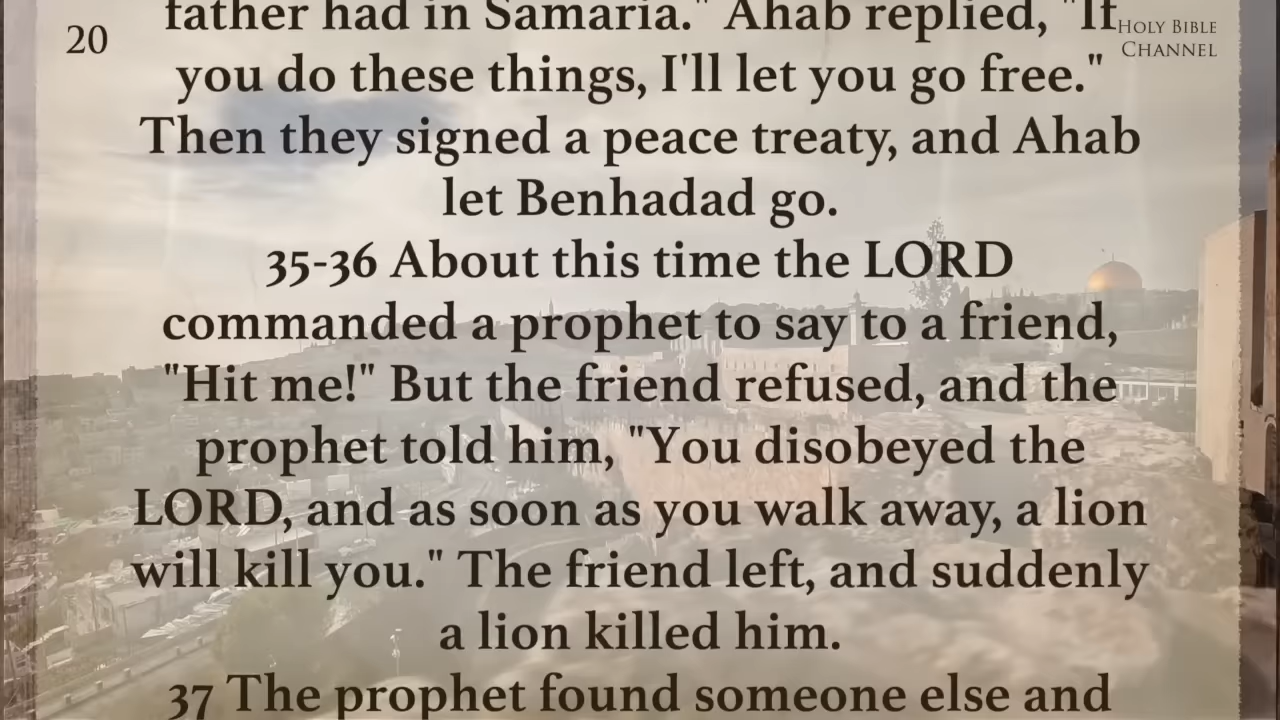 20
HOLY BIBLE
CHANNEL
father had in Samaria." Ahab replied, "If
you do these things, I'll let you go free."
Then they signed a peace treaty, and Ahab
let Benhadad go.
35-36 About this time the LORD
commanded a prophet to say to a friend,
"Hit me!" But the friend refused, and the
prophet told him, "You disobeyed the
LORD, and as soon as you walk away, a lion
will kill you." The friend left, and suddenly
a lion killed him.
37 The prophet found someone else and